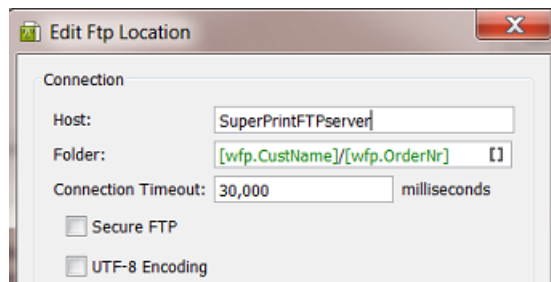 Edit Ftp Location
Connection
Host: SuperPrintFTPserver
Folder: [wfp.CustName]/[wfp.OrderNr] []
Connection Timeout: 30,000 milliseconds
Secure FTP
UTF-8 Encoding